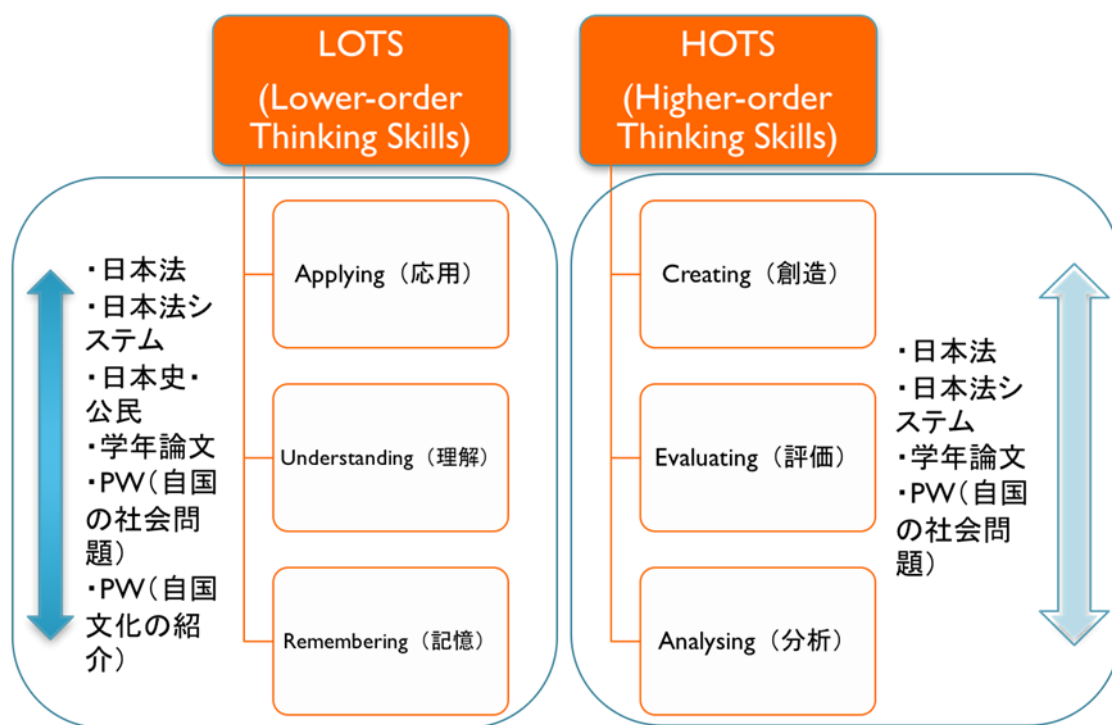 LOTS
(Lower-order
Thinking Skills)
HOTS
(Higher-order
Thinking Skills)
・日本法
・日本法シ
ステム
・日本史・
公民
・学年論文
・PW(自国
の社会問
題)
・PW(自国
文化の紹
介)
Applying（応用）
Understanding（理解）
Remembering（記憶）
Creating（創造）
Evaluating（評価）
Analysing（分析）
・日本法
・日本法シ
ステム
・学年論文
・PW(自国
の社会問
題)